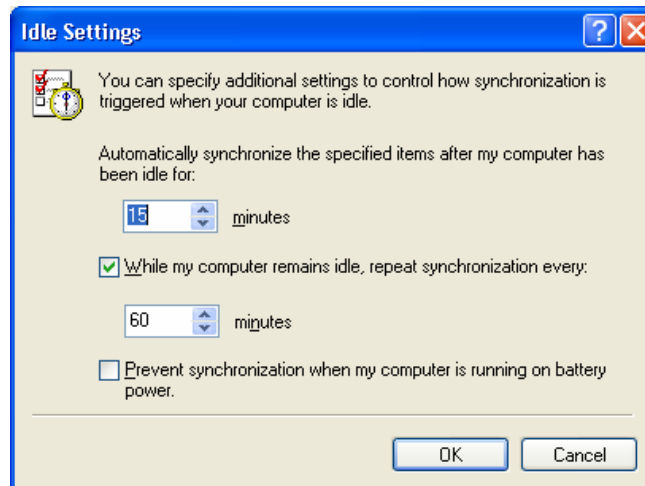 Idle Settings
You can specify additional settings to control how synchronization is
triggered when your computer is idle.
Automatically synchronize the specified items after my computer has
been idle for:
15 minutes
While my computer remains idle, repeat synchronization every:
60 minutes
Prevent synchronization when my computer is running on battery
power.
OK Cancel